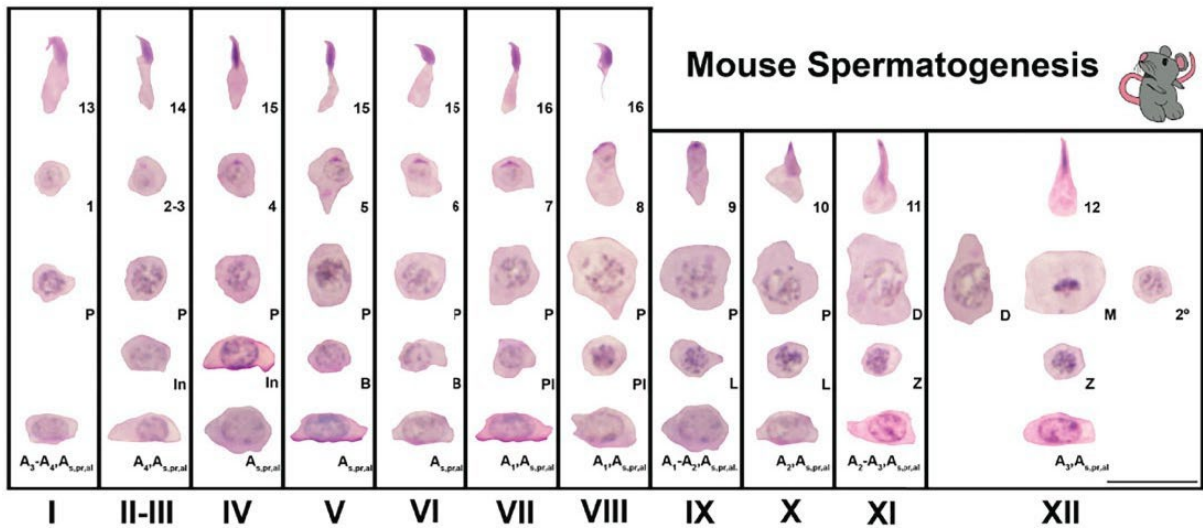 Mouse Spermatogenesis
13 14 15 15 15 16 16
1 2-3 4 5 6 7 8 9 10 11 12
P P P P P P P P P D D M 2º
In In B B Pl Pl L L Z Z
A3-A4,As,pr,al A4,As,pr,al As,pr,al As,pr,al As,pr,al A1,As,pr,al A1,As,pr,al A1-A2,As,pr,al. A2,As,pr,al A2-A3,As,pr,al A3,As,pr,al
I II-III IV V VI VII VIII IX X XI XII